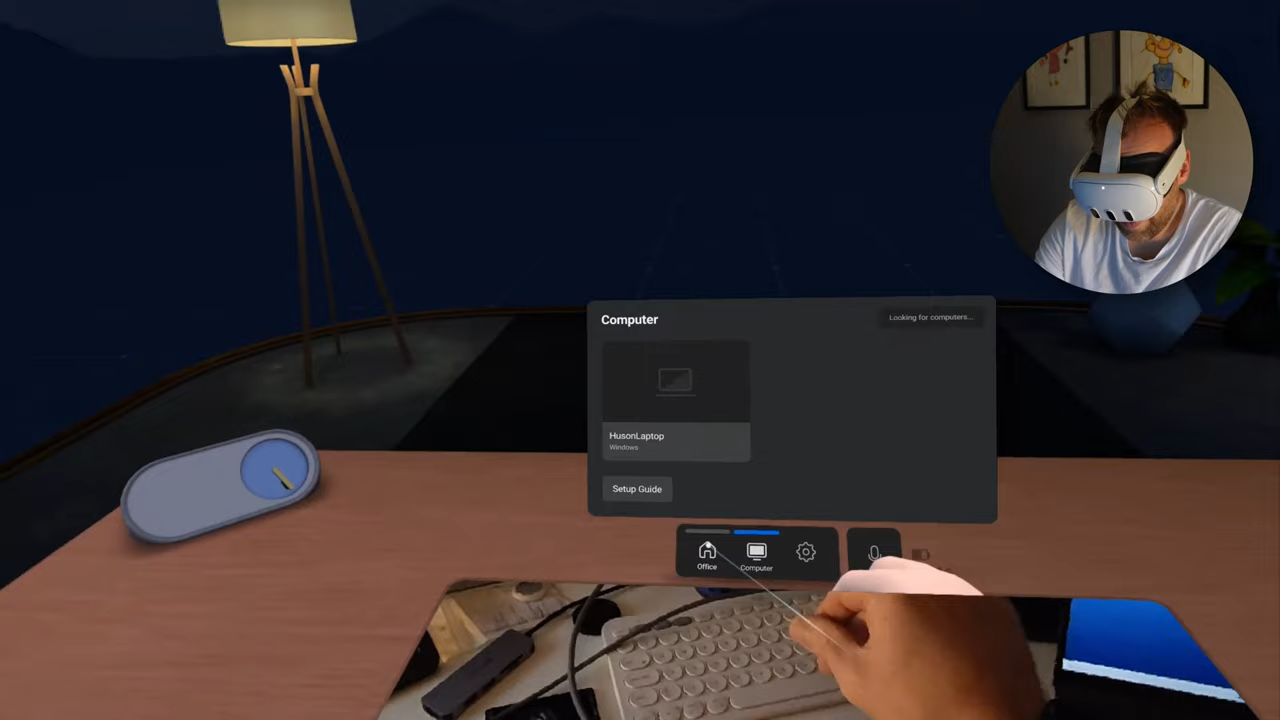 Computer
Looking for computers...
HusonLaptop
Windows
Setup Guide
Office
Computer